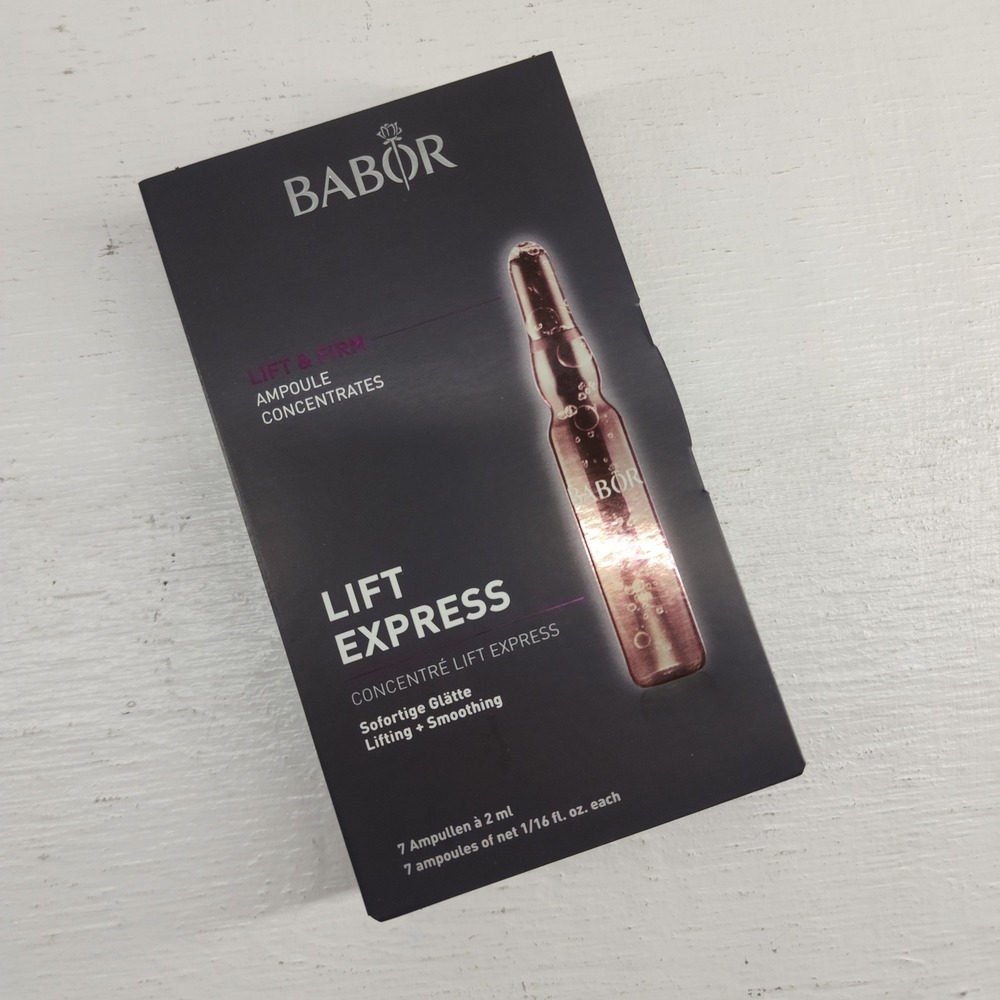 BABOR
LIFT & FIRM
AMPOULE
CONCENTRATES
BABOR
LIFT
EXPRESS
CONCENTRÉ LIFT EXPRESS
Sofortige Glätte
Lifting + Smoothing
7 Ampullen à 2 ml
7 ampoules of net 1/16 fl. oz. each